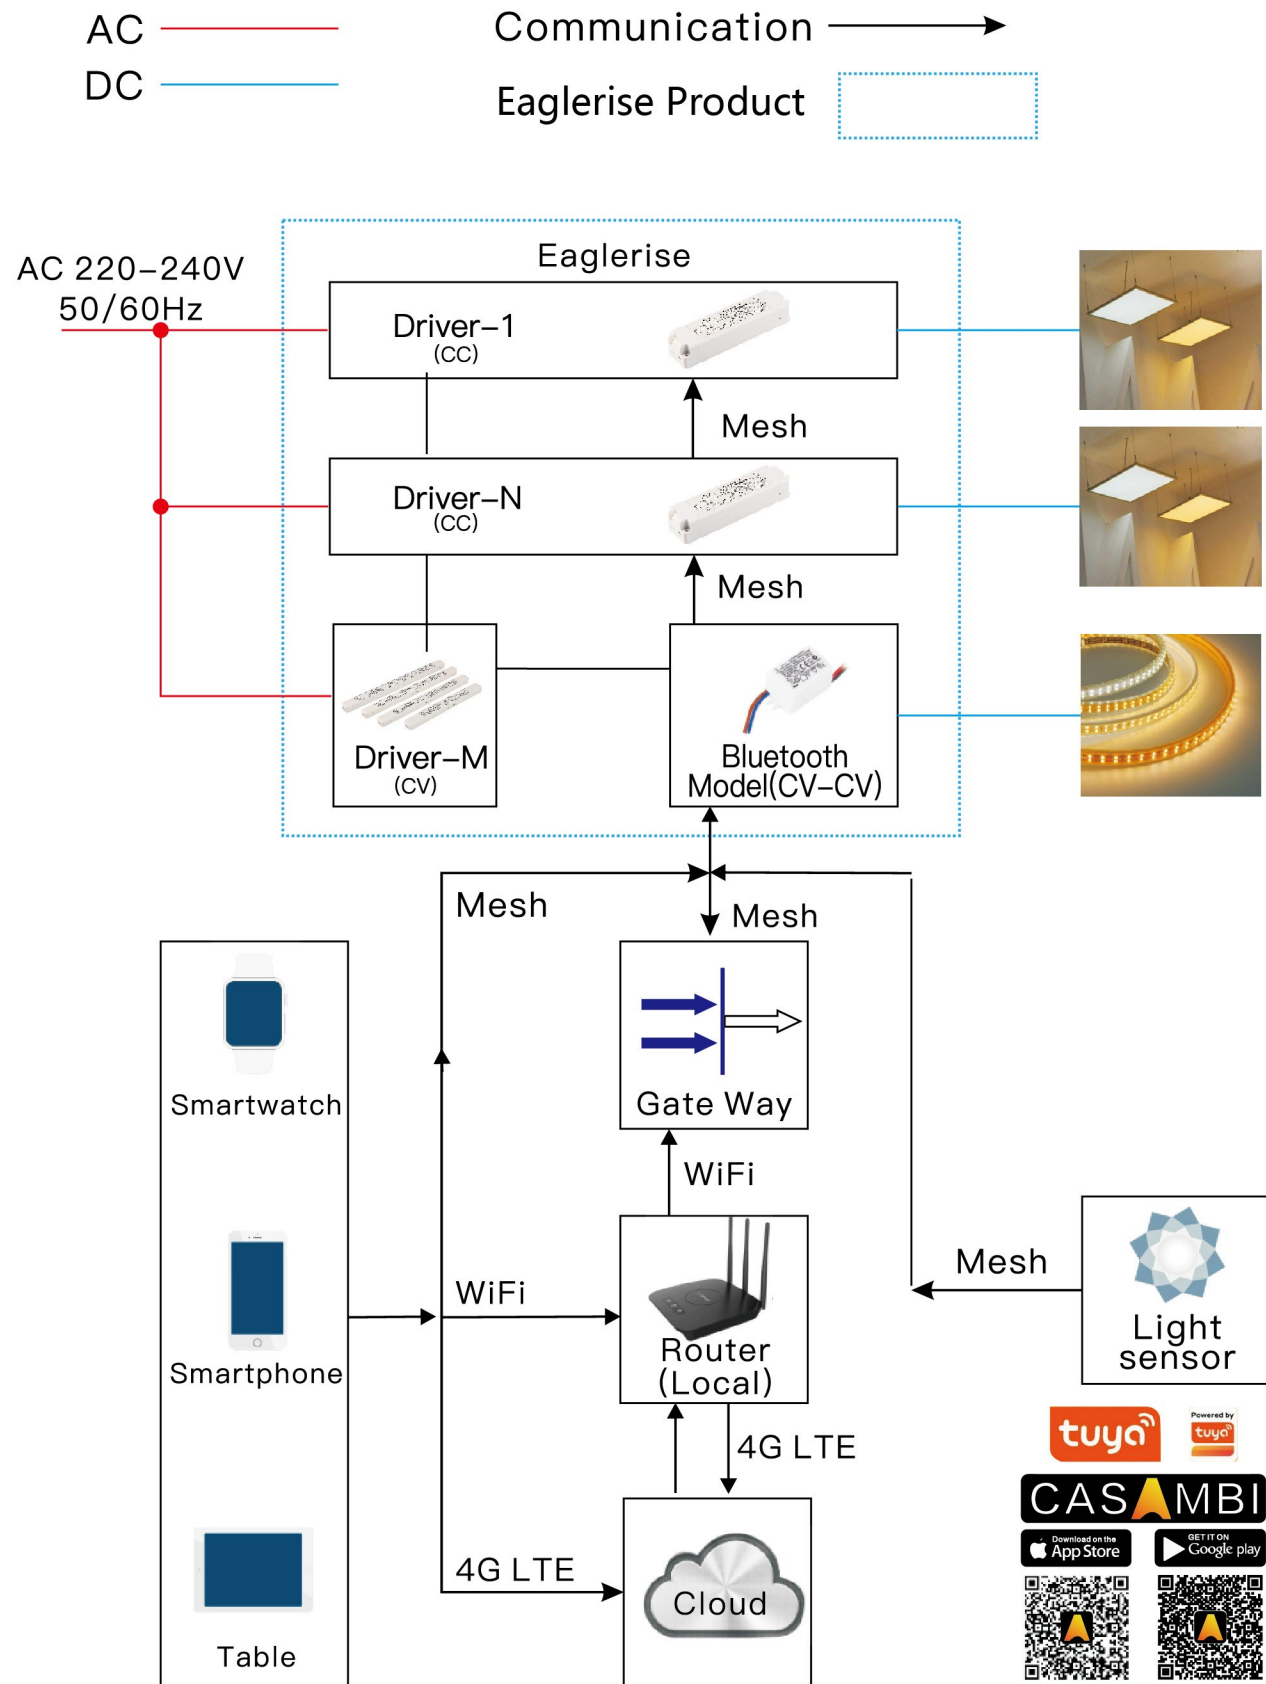 AC
Communication
DC
Eaglerise Product
AC 220-240V
50/60Hz
Eaglerise
Driver-1
(CC)
Mesh
Driver-N
(CC)
Mesh
Driver-M
(CV)
Bluetooth
Model(CV-CV)
Mesh
Mesh
Smartwatch
Gate Way
WiFi
WiFi
Smartphone
Router
(Local)
Mesh
Light
sensor
4G LTE
4G LTE
Cloud
Table
tuya
Powered by
tuya
CASAMBI
Download on the
App Store
GET IT ON
Google play